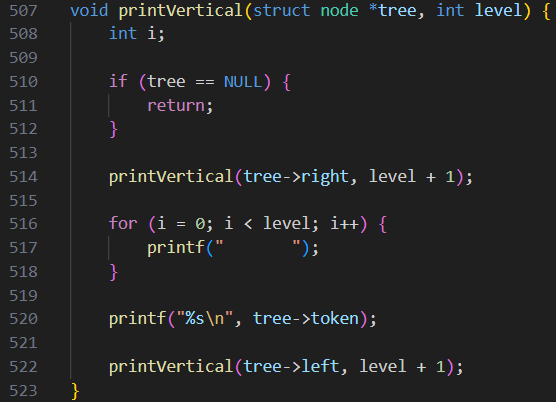 507 void printVertical(struct node *tree, int level) {
508     int i;
509
510     if (tree == NULL) {
511         return;
512     }
513
514     printVertical(tree->right, level + 1);
515
516     for (i = 0; i < level; i++) {
517         printf("       ");
518     }
519
520     printf("%s\n", tree->token);
521
522     printVertical(tree->left, level + 1);
523 }